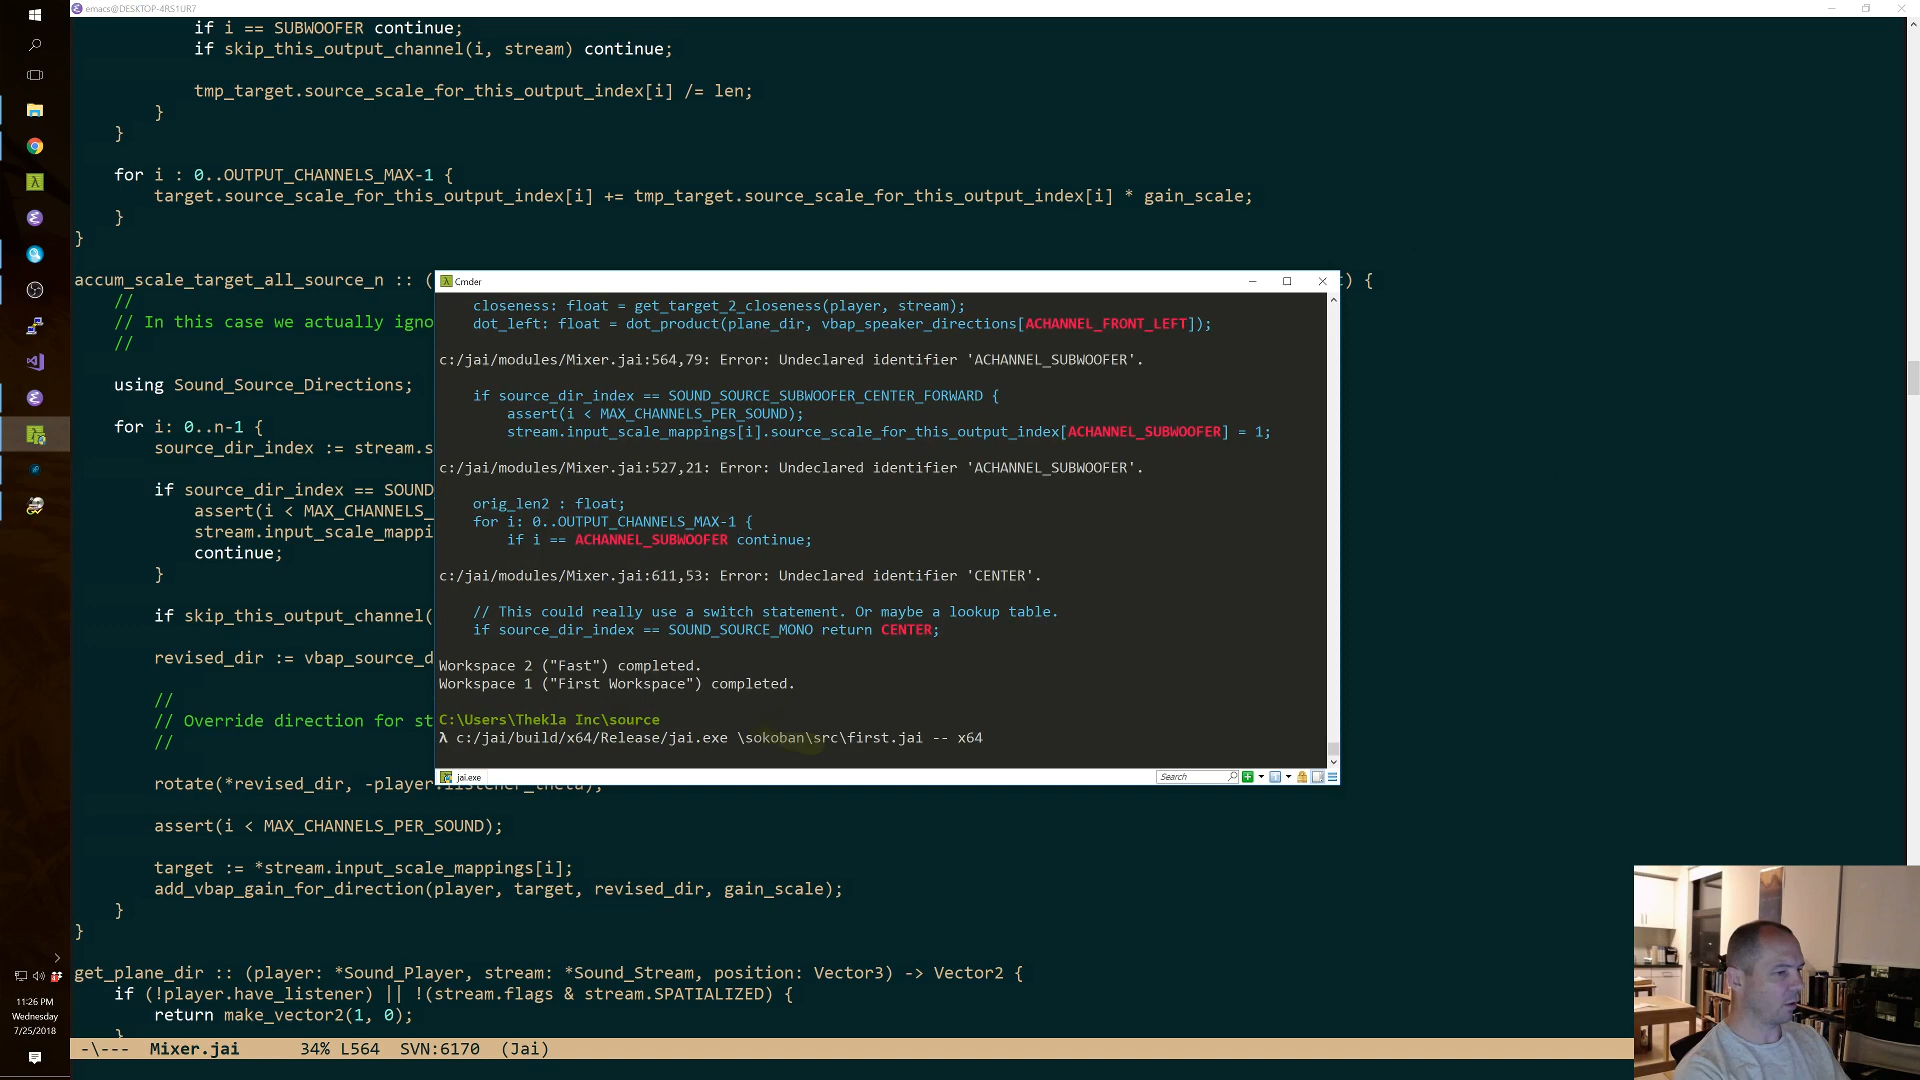 emacs@DESKTOP-4RS1UR7
if i == SUBWOOFER continue;
if skip_this_output_channel(i, stream) continue;
tmp_target.source_scale_for_this_output_index[i] /= len;
}
}
for i : 0..OUTPUT_CHANNELS_MAX-1 {
target.source_scale_for_this_output_index[i] += tmp_target.source_scale_for_this_output_index[i] * gain_scale;
}
}
accum_scale_target_all_source_n :: (
) {
//
// In this case we actually igno
//
using Sound_Source_Directions;
for i: 0..n-1 {
source_dir_index := stream.s
if source_dir_index == SOUND
assert(i < MAX_CHANNELS_
stream.input_scale_mappi
continue;
}
if skip_this_output_channel(
revised_dir := vbap_source_d
//
// Override direction for st
//
rotate(*revised_dir, -player.listener_theta);
assert(i < MAX_CHANNELS_PER_SOUND);
target := *stream.input_scale_mappings[i];
add_vbap_gain_for_direction(player, target, revised_dir, gain_scale);
}
}
get_plane_dir :: (player: *Sound_Player, stream: *Sound_Stream, position: Vector3) -> Vector2 {
if (!player.have_listener) || !(stream.flags & stream.SPATIALIZED) {
return make_vector2(1, 0);
}
-\--- Mixer.jai 34% L564 SVN:6170 (Jai)
Cmder
closeness: float = get_target_2_closeness(player, stream);
dot_left: float = dot_product(plane_dir, vbap_speaker_directions[ACHANNEL_FRONT_LEFT]);
c:/jai/modules/Mixer.jai:564,79: Error: Undeclared identifier 'ACHANNEL_SUBWOOFER'.
if source_dir_index == SOUND_SOURCE_SUBWOOFER_CENTER_FORWARD {
assert(i < MAX_CHANNELS_PER_SOUND);
stream.input_scale_mappings[i].source_scale_for_this_output_index[ACHANNEL_SUBWOOFER] = 1;
c:/jai/modules/Mixer.jai:527,21: Error: Undeclared identifier 'ACHANNEL_SUBWOOFER'.
orig_len2 : float;
for i: 0..OUTPUT_CHANNELS_MAX-1 {
if i == ACHANNEL_SUBWOOFER continue;
c:/jai/modules/Mixer.jai:611,53: Error: Undeclared identifier 'CENTER'.
// This could really use a switch statement. Or maybe a lookup table.
if source_dir_index == SOUND_SOURCE_MONO return CENTER;
Workspace 2 ("Fast") completed.
Workspace 1 ("First Workspace") completed.
C:\Users\Thekla Inc\source
λ c:/jai/build/x64/Release/jai.exe \sokoban\src\first.jai -- x64
jai.exe
Search
11:26 PM
Wednesday
7/25/2018